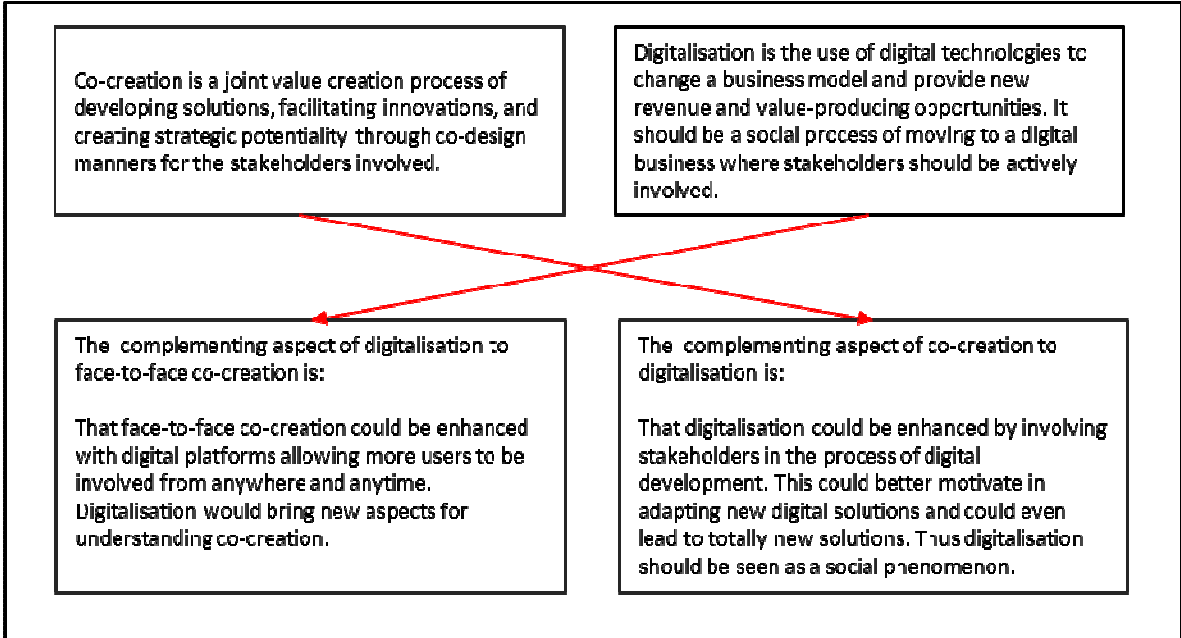 Co-creation is a joint value creation process of
developing solutions, facilitating innovations, and
creating strategic potentiality through co-design
manners for the stakeholders involved.
Digitalisation is the use of digital technologies to
change a business model and provide new
revenue and value-producing opportunities. It
should be a social process of moving to a digital
business where stakeholders should be actively
involved.
The complementing aspect of digitalisation to
face-to-face co-creation is:
That face-to-face co-creation could be enhanced
with digital platforms allowing more users to be
involved from anywhere and anytime.
Digitalisation would bring new aspects for
understanding co-creation.
The complementing aspect of co-creation to
digitalisation is:
That digitalisation could be enhanced by involving
stakeholders in the process of digital
development. This could better motivate in
adapting new digital solutions and could even
lead to totally new solutions. Thus digitalisation
should be seen as a social phenomenon.